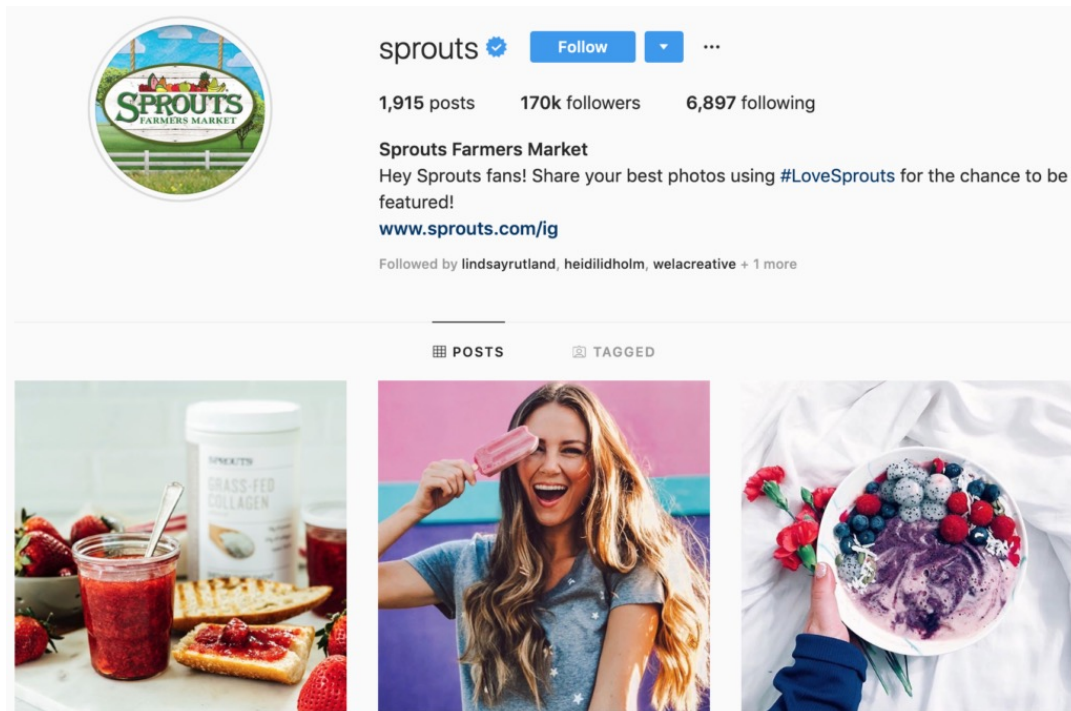 SPROUTS
FARMERS MARKET
sprouts
Follow
1,915 posts 170k followers 6,897 following
Sprouts Farmers Market
Hey Sprouts fans! Share your best photos using #LoveSprouts for the chance to be
featured!
www.sprouts.com/ig
Followed by lindsayrutland, heidilidholm, welacreative + 1 more
POSTS TAGGED
SPROUTS
GRASS-FED
COLLAGEN